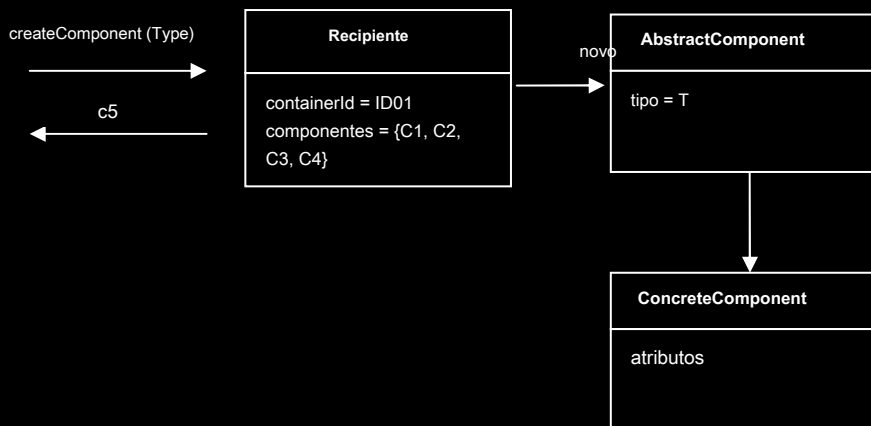 createComponent (Type)
c5
Recipiente
containerId = ID01
componentes = {C1, C2,
C3, C4}
novo
AbstractComponent
tipo = T
ConcreteComponent
atributos